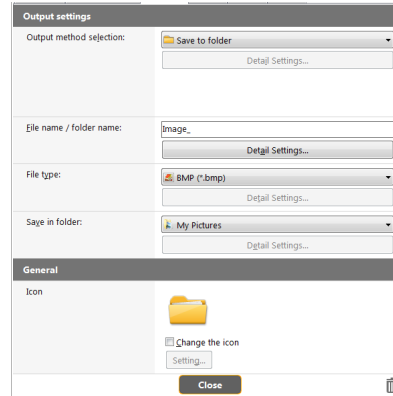 Output settings
Output method selection:
Save to folder
Detail Settings...
File name / folder name:
Image_
Detail Settings...
File type:
BMP (*.bmp)
Detail Settings...
Save in folder:
My Pictures
Detail Settings...
General
Icon
Change the icon
Setting...
Close